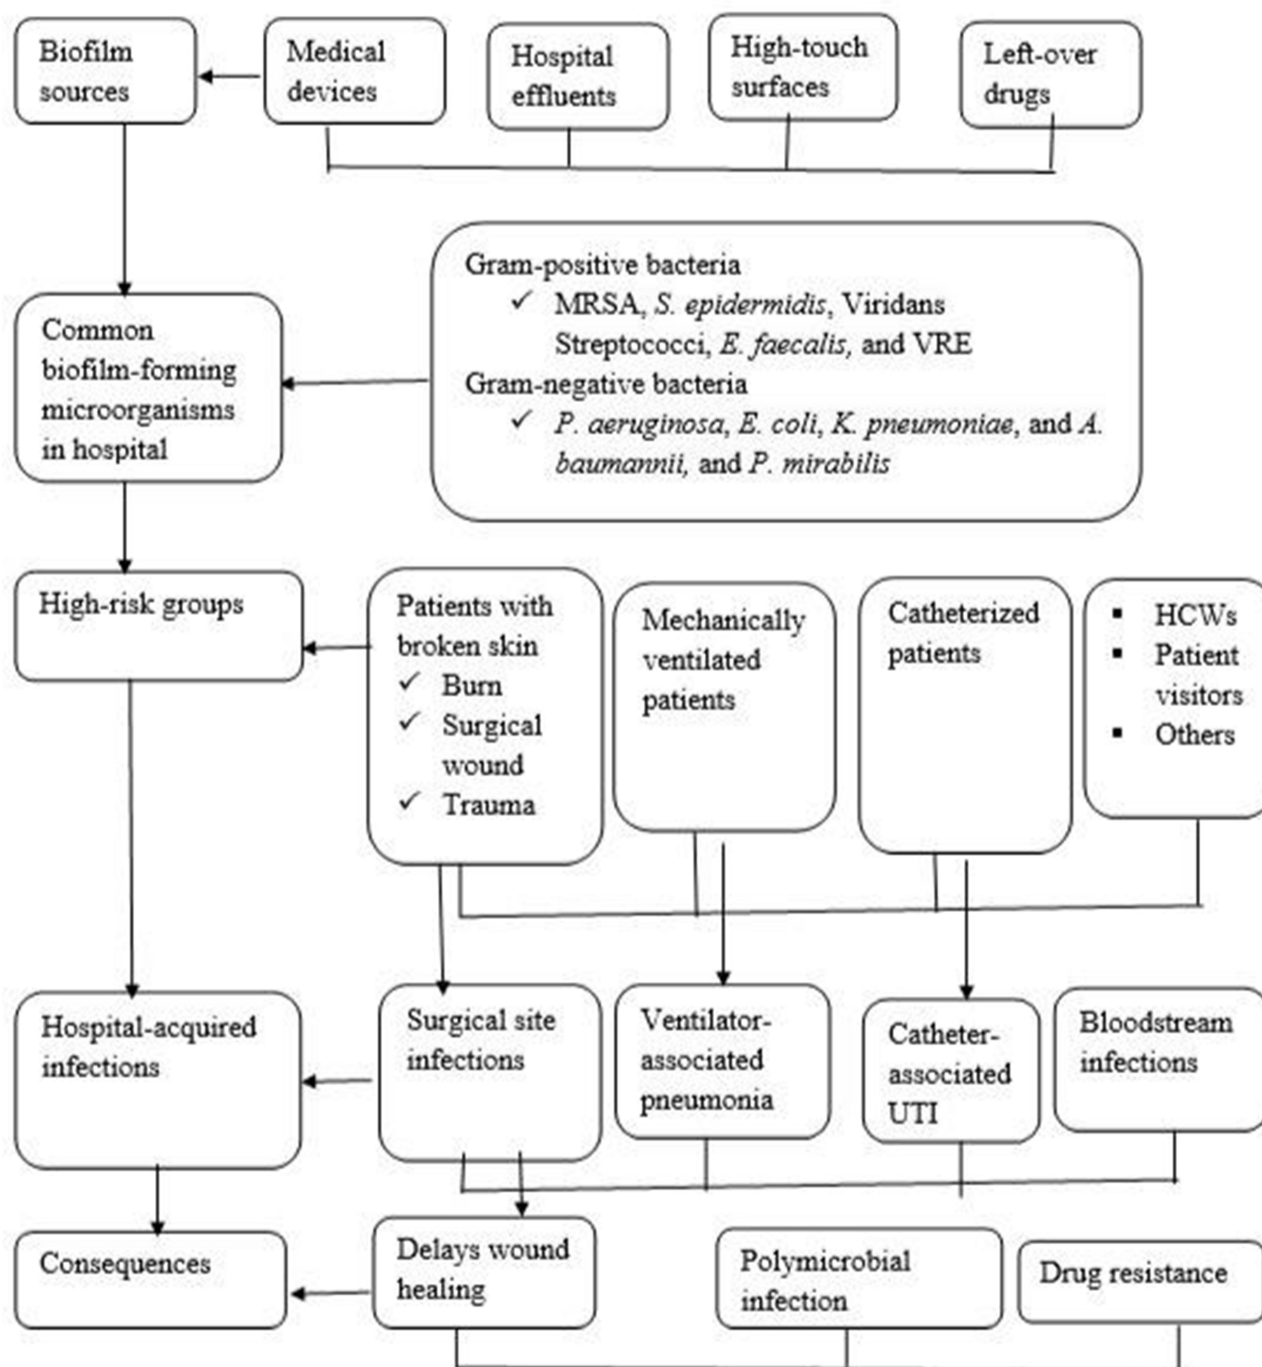 Biofilm
sources
Medical
devices
Hospital
effluents
High-touch
surfaces
Left-over
drugs
Common
biofilm-forming
microorganisms
in hospital
Gram-positive bacteria
✓ MRSA, S. epidermidis, Viridans
Streptococci, E. faecalis, and VRE
Gram-negative bacteria
✓ P. aeruginosa, E. coli, K. pneumoniae, and A.
baumannii, and P. mirabilis
High-risk groups
Patients with
broken skin
✓ Burn
✓ Surgical
wound
✓ Trauma
Mechanically
ventilated
patients
Catheterized
patients
▪ HCWs
▪ Patient
visitors
▪ Others
Hospital-acquired
infections
Surgical site
infections
Ventilator-
associated
pneumonia
Catheter-
associated
UTI
Bloodstream
infections
Consequences
Delays wound
healing
Polymicrobial
infection
Drug resistance